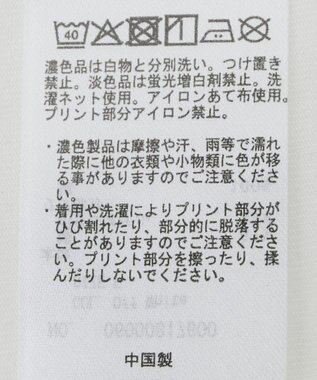 40
濃色品は白物と分別洗い。つけ置き
禁止。淡色品は蛍光増白剤禁止。洗
濯ネット使用。アイロンあて布使用。
プリント部分アイロン禁止。
・濃色製品は摩擦や汗、雨等で濡れ
た際に他の衣類や小物類に色が移
る事がありますのでご注意くださ
い。
・着用や洗濯によりプリント部分が
ひび割れたり、部分的に脱落する
ことがありますのでご注意くださ
い。プリント部分を擦ったり、揉
んだりしないでください。
中国製